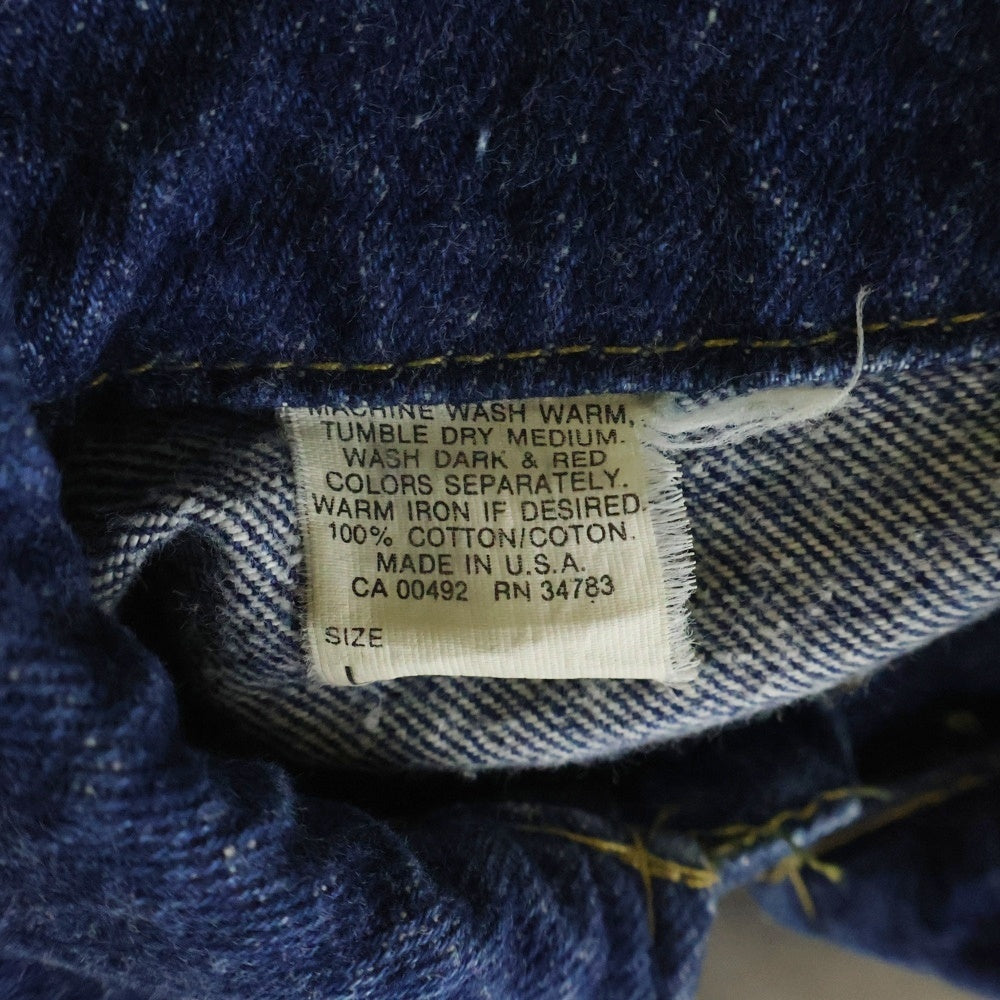 MACHINE WASH WARM,
TUMBLE DRY MEDIUM.
WASH DARK & RED
COLORS SEPARATELY.
WARM IRON IF DESIRED.
100% COTTON/COTON.
MADE IN U.S.A.
CA 00492 RN 34783
SIZE